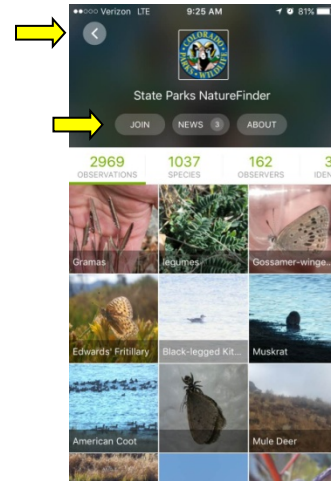 Verizon LTE 9:25 AM 81%
COLORADO
PARKS • WILDLIFE
State Parks NatureFinder
JOIN NEWS 3 ABOUT
2969 1037 162 3
OBSERVATIONS SPECIES OBSERVERS IDEN
Gramas legumes Gossamer-winge...
Edwards' Fritillary Black-legged Kit... Muskrat
American Coot Mule Deer